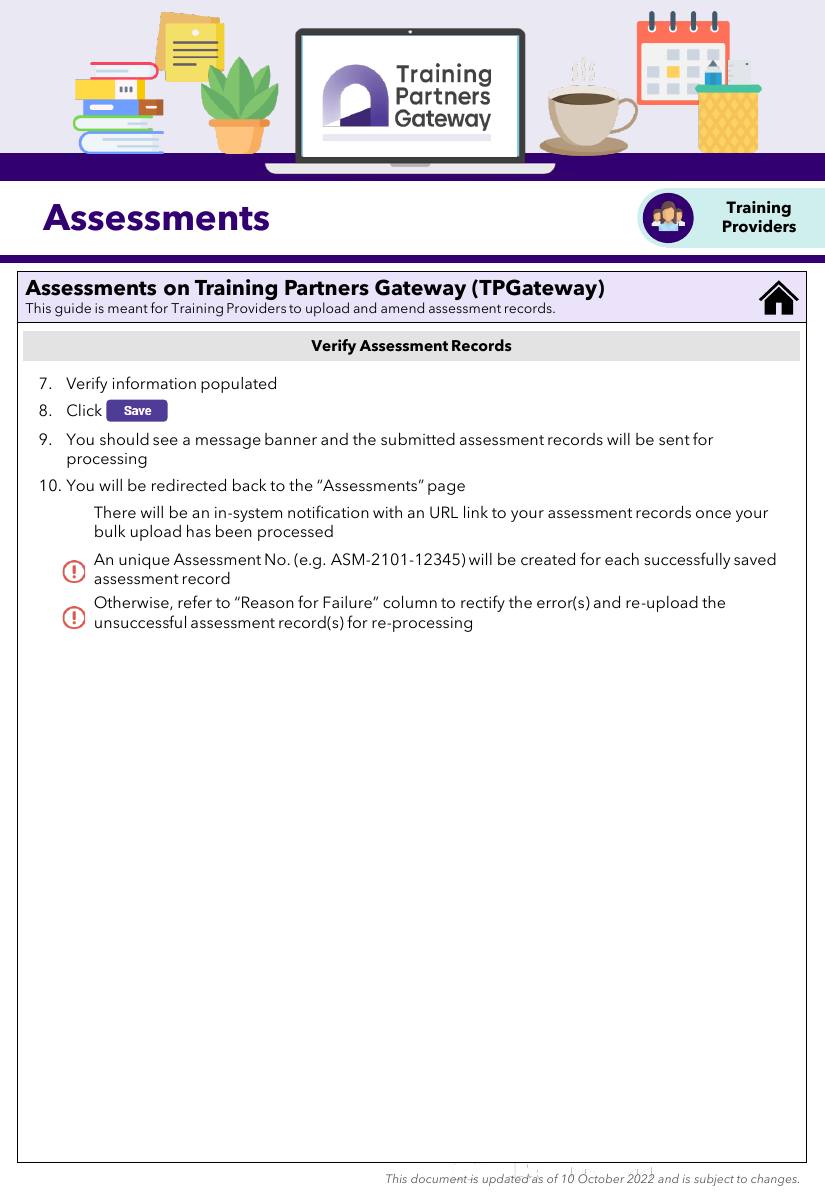 Training
Partners
Gateway
Assessments
Training
Providers
Assessments on Training Partners Gateway (TPGateway)
This guide is meant for Training Providers to upload and amend assessment records.
Verify Assessment Records
7. Verify information populated
8. Click Save
9. You should see a message banner and the submitted assessment records will be sent for
processing
10. You will be redirected back to the “Assessments” page
There will be an in-system notification with an URL link to your assessment records once your
bulk upload has been processed
An unique Assessment No. (e.g. ASM-2101-12345) will be created for each successfully saved
assessment record
Otherwise, refer to “Reason for Failure” column to rectify the error(s) and re-upload the
unsuccessful assessment record(s) for re-processing
This document is updated as of 10 October 2022 and is subject to changes.